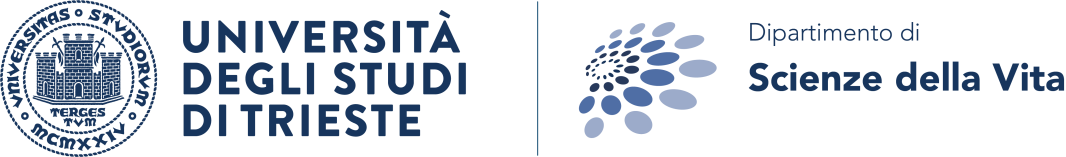 VNIVERSITAS · STVDIORVM
TERGES
TVM
MCMXXIV
UNIVERSITÀ
DEGLI STUDI
DI TRIESTE
Dipartimento di
Scienze della Vita